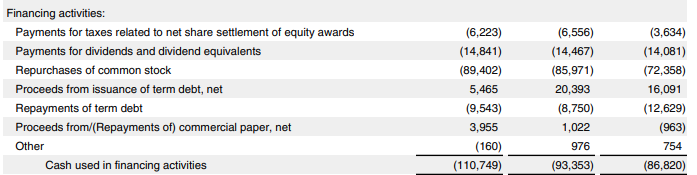 Financing activities:
Payments for taxes related to net share settlement of equity awards (6,223) (6,556) (3,634)
Payments for dividends and dividend equivalents (14,841) (14,467) (14,081)
Repurchases of common stock (89,402) (85,971) (72,358)
Proceeds from issuance of term debt, net 5,465 20,393 16,091
Repayments of term debt (9,543) (8,750) (12,629)
Proceeds from/(Repayments of) commercial paper, net 3,955 1,022 (963)
Other (160) 976 754
Cash used in financing activities (110,749) (93,353) (86,820)